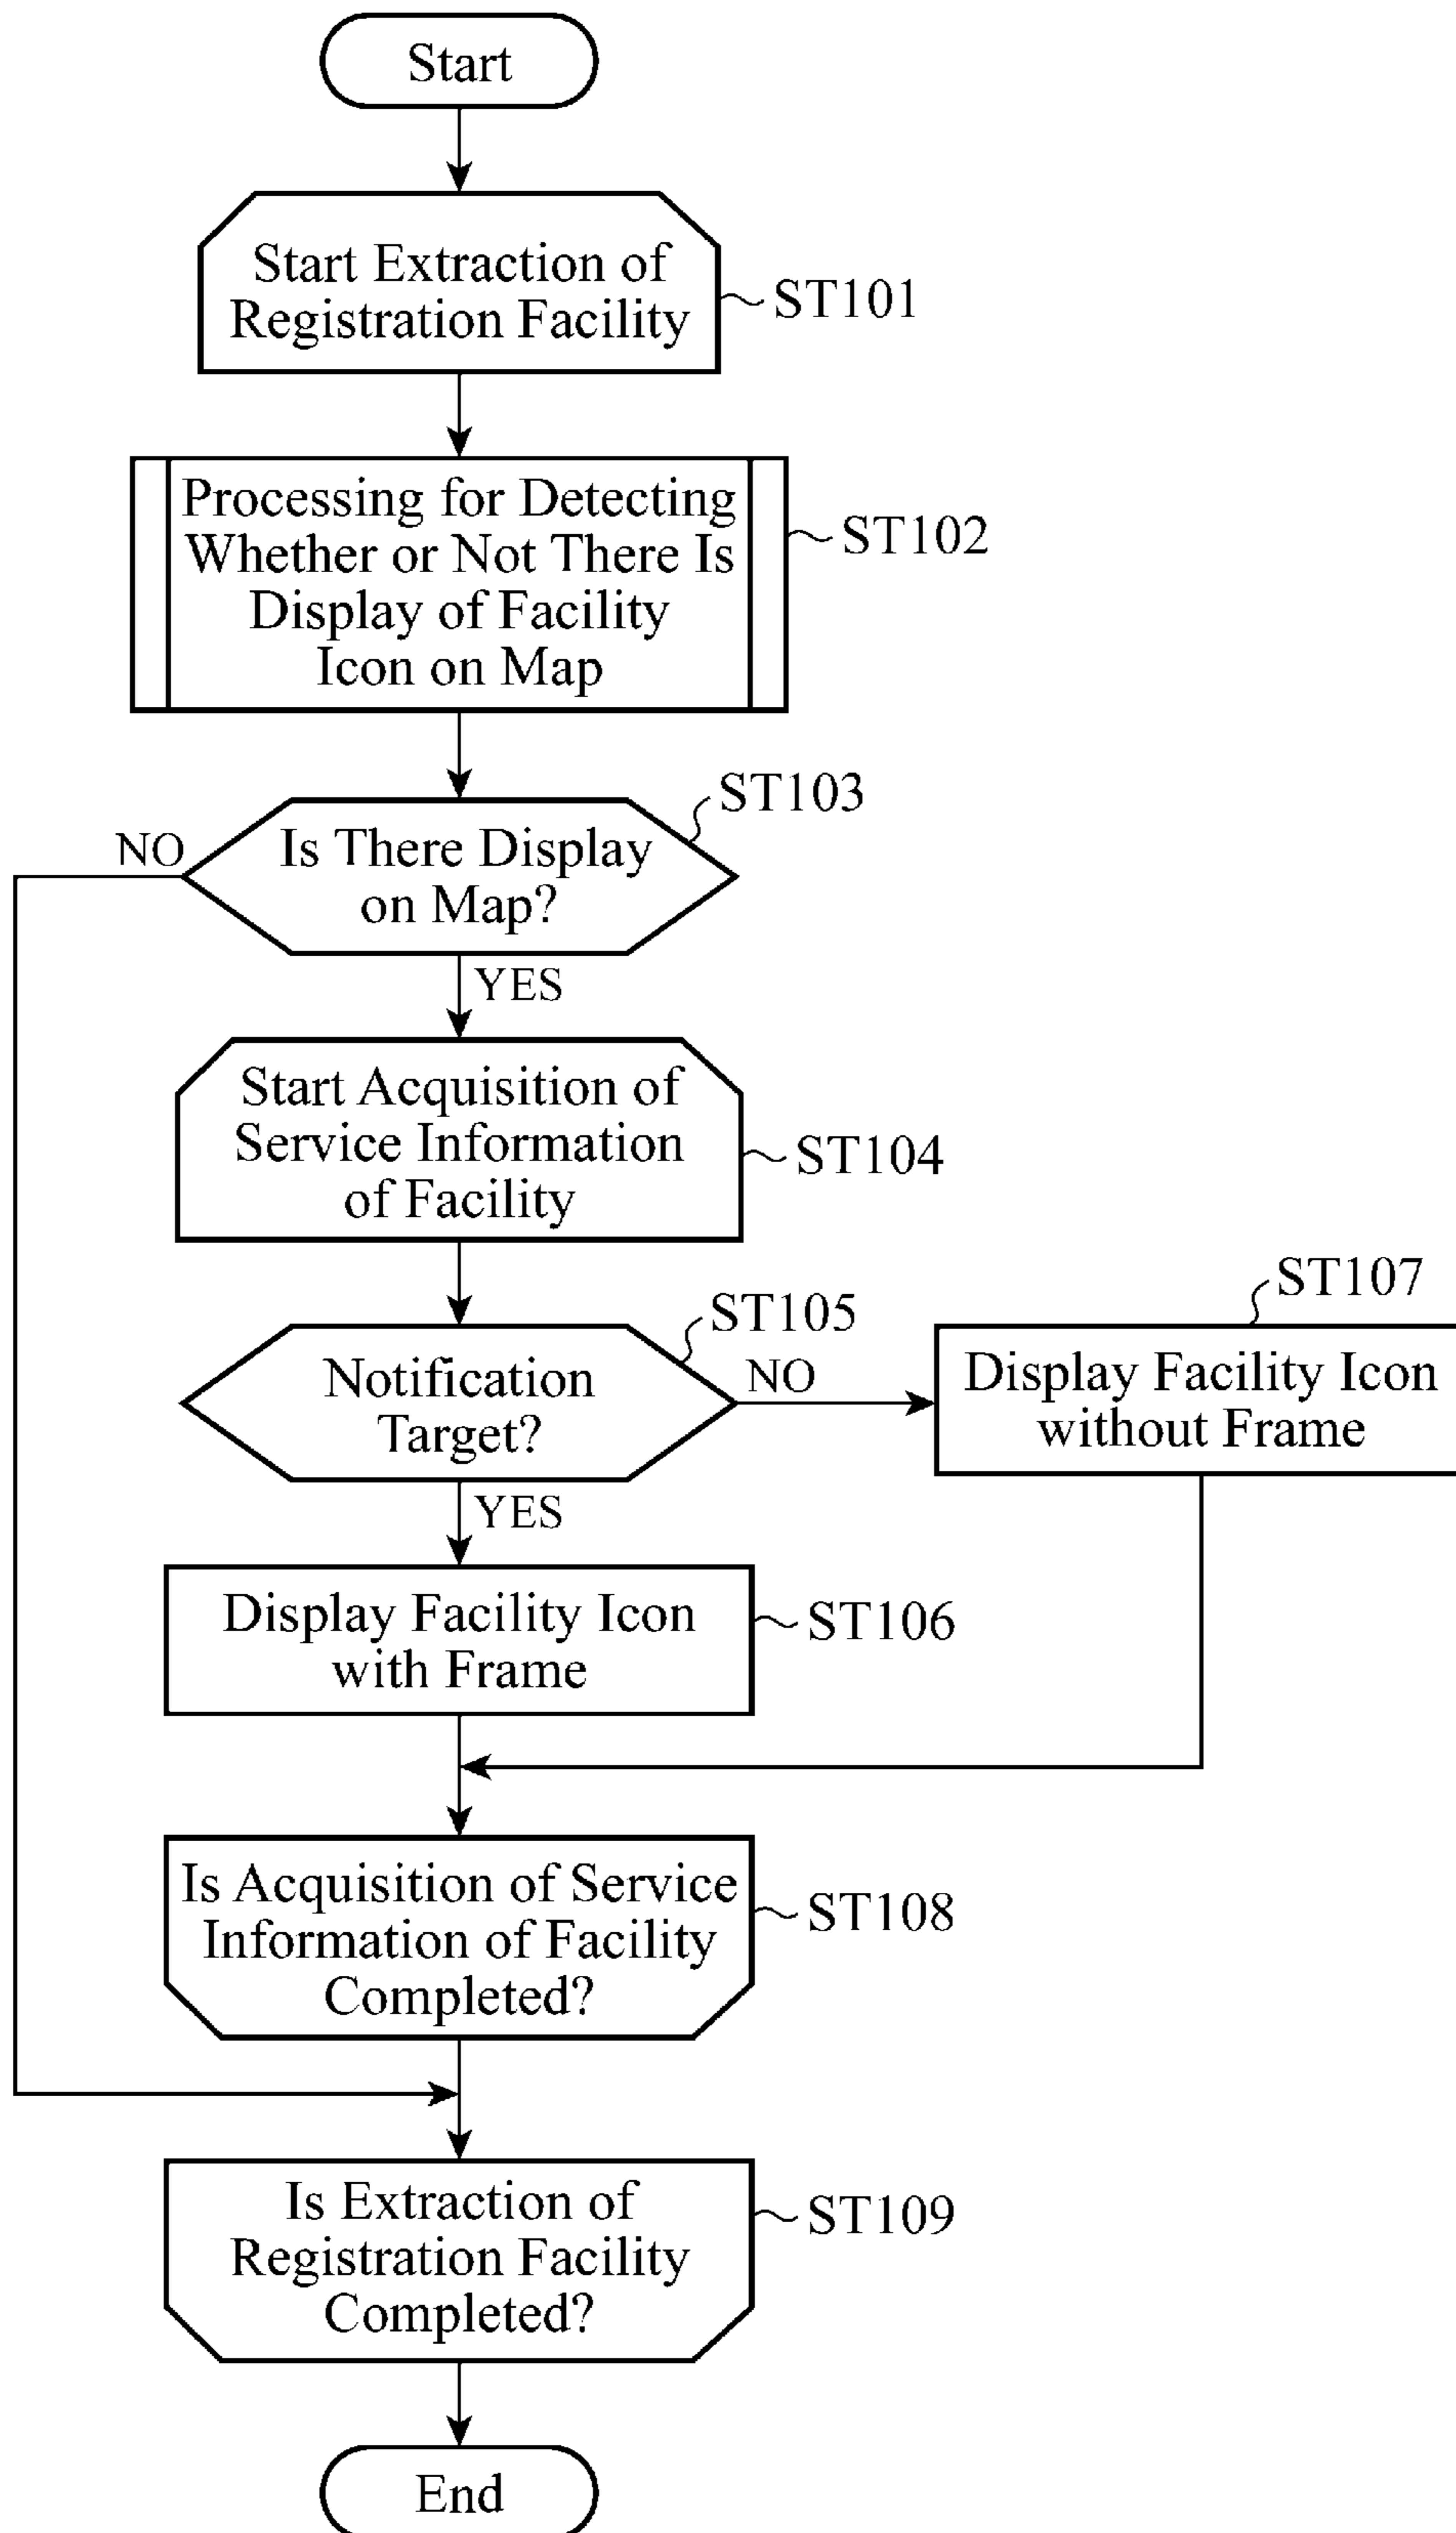 Start
Start Extraction of
Registration Facility
ST101
Processing for Detecting
Whether or Not There Is
Display of Facility
Icon on Map
ST102
ST103
NO
Is There Display
on Map?
YES
Start Acquisition of
Service Information
of Facility
ST104
ST105
Notification
Target?
NO
ST107
Display Facility Icon
without Frame
YES
Display Facility Icon
with Frame
ST106
Is Acquisition of Service
Information of Facility
Completed?
ST108
Is Extraction of
Registration Facility
Completed?
ST109
End